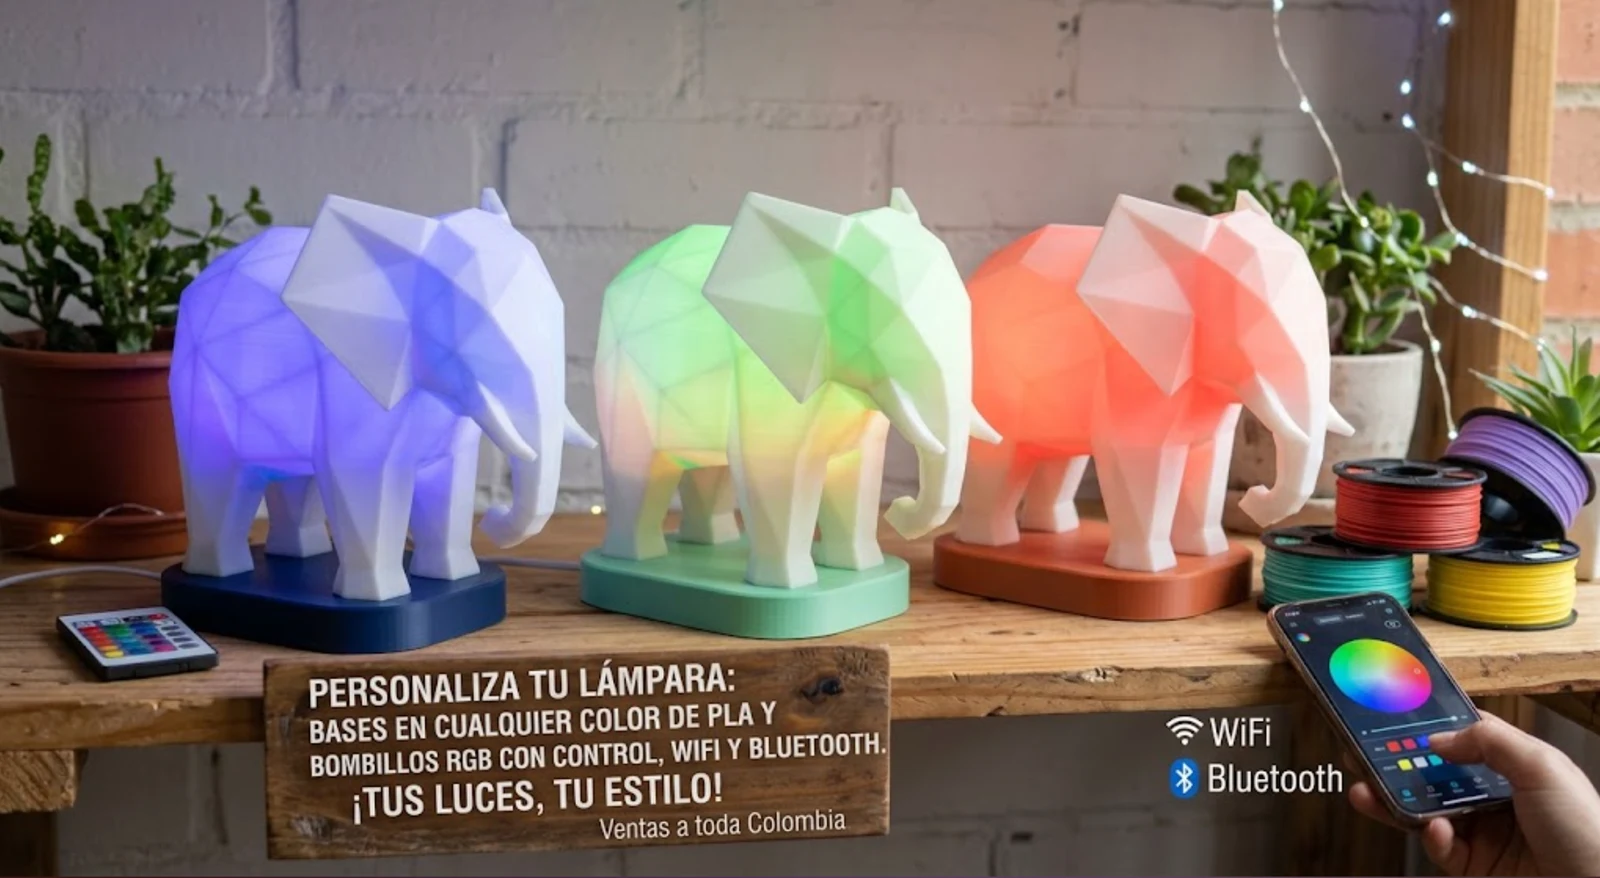 PERSONALIZA TU LÁMPARA:
BASES EN CUALQUIER COLOR DE PLA Y
BOMBILLOS RGB CON CONTROL, WIFI Y BLUETOOTH.
¡TUS LUCES, TU ESTILO!
Ventas a toda Colombia
WiFi
Bluetooth